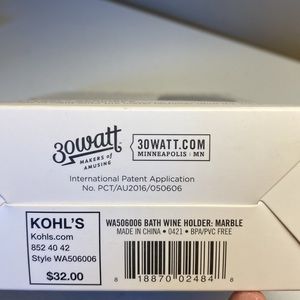 30watt
MAKERS of
AMUSING
30WATT.COM
MINNEAPOLIS MN
International Patent Application
No. PCT/AU2016/050606
KOHL'S
Kohls.com
852 40 42
Style WA506006
$32.00
WA506006 BATH WINE HOLDER: MARBLE
MADE IN CHINA • 0421 • BPA/PVC FREE
8 18870 02484 8